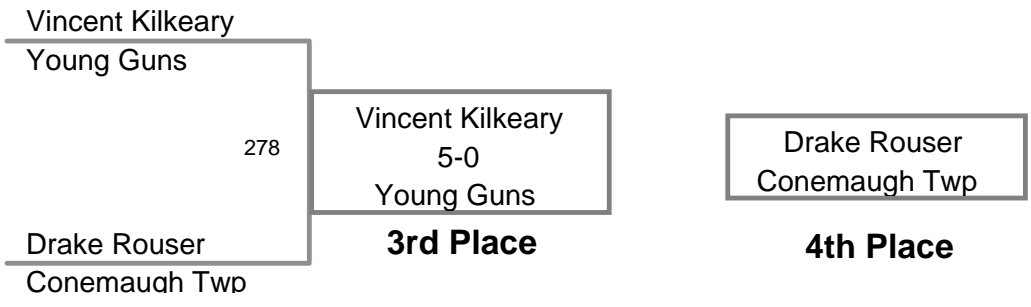 Vincent Kilkeary
Young Guns
278
Drake Rouser
Conemaugh Twp
Vincent Kilkeary
5-0
Young Guns
3rd Place
Drake Rouser
Conemaugh Twp
4th Place